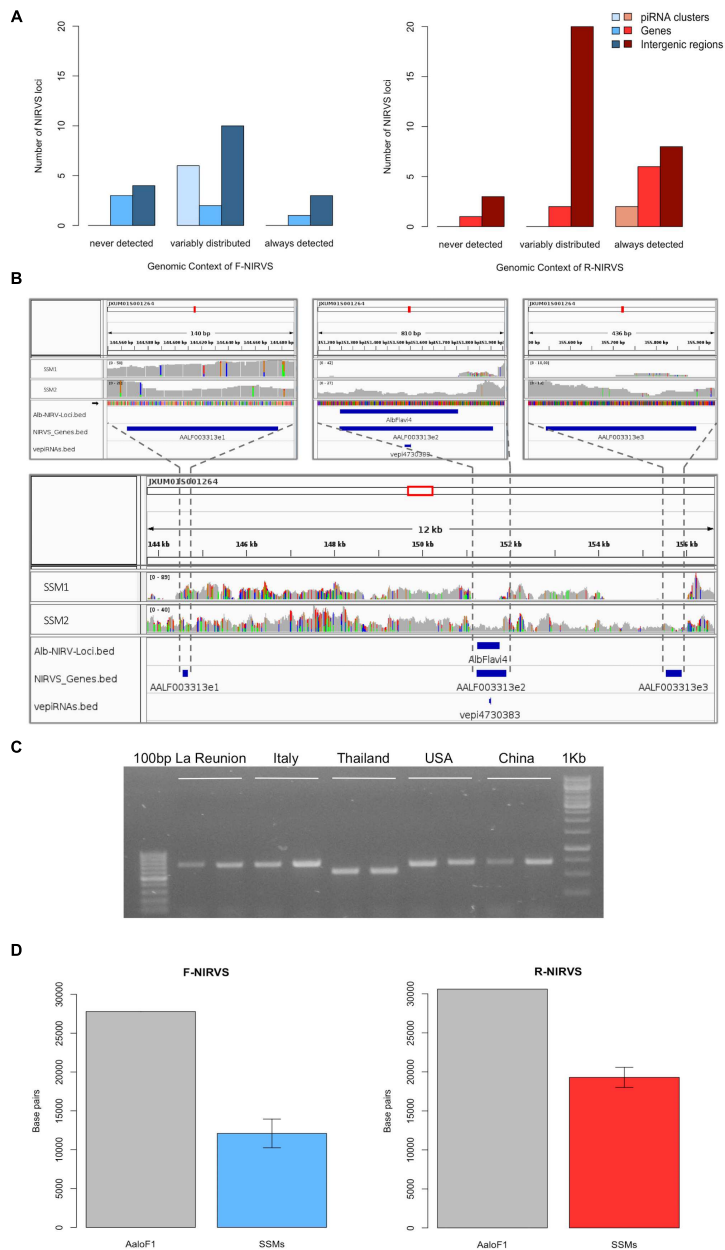 A
piRNA clusters
Genes
Intergenic regions
Number of NIRVS loci
0
5
10
15
20
never detected
variably distributed
always detected
Genomic Context of F-NIRVS
Number of NIRVS loci
0
5
10
15
20
never detected
variably distributed
always detected
Genomic Context of R-NIRVS
B
JXUM01S001264
140 bp
SSM1
SSM2
Alb-NIRV-Loci.bed
NIRVS_Genes.bed
AALF003313e1
vepiRNAs.bed
JXUM01S001264
810 bp
AlbFlavi4
AALF003313e2
vepi4730383
JXUM01S001264
436 bp
AALF003313e3
JXUM01S001264
12 kb
144 kb
146 kb
148 kb
150 kb
152 kb
154 kb
156 kb
SSM1
[0 - 89]
SSM2
[0 - 40]
Alb-NIRV-Loci.bed
AlbFlavi4
NIRVS_Genes.bed
AALF003313e1
AALF003313e2
AALF003313e3
vepiRNAs.bed
vepi4730383
C
100bp La Reunion Italy Thailand USA China 1Kb
D
F-NIRVS
Base pairs
0
5000
10000
15000
20000
25000
30000
AaloF1
SSMs
R-NIRVS
Base pairs
0
5000
10000
15000
20000
25000
30000
AaloF1
SSMs